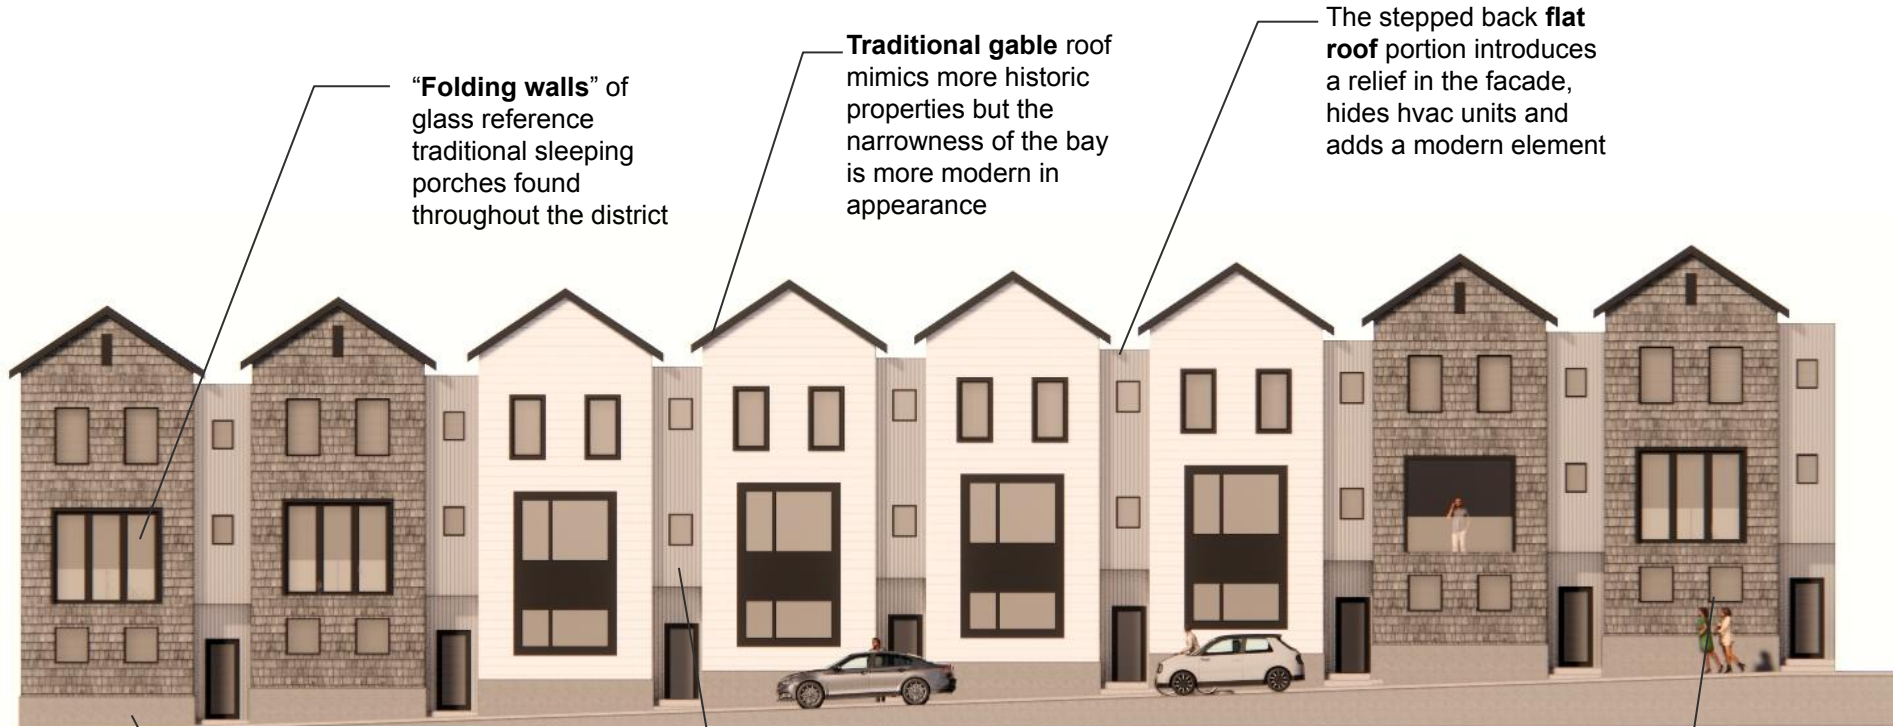 “Folding walls” of
glass reference
traditional sleeping
porches found
throughout the district
Traditional gable roof
mimics more historic
properties but the
narrowness of the bay
is more modern in
appearance
The stepped back flat
roof portion introduces
a relief in the facade,
hides hvac units and
adds a modern element